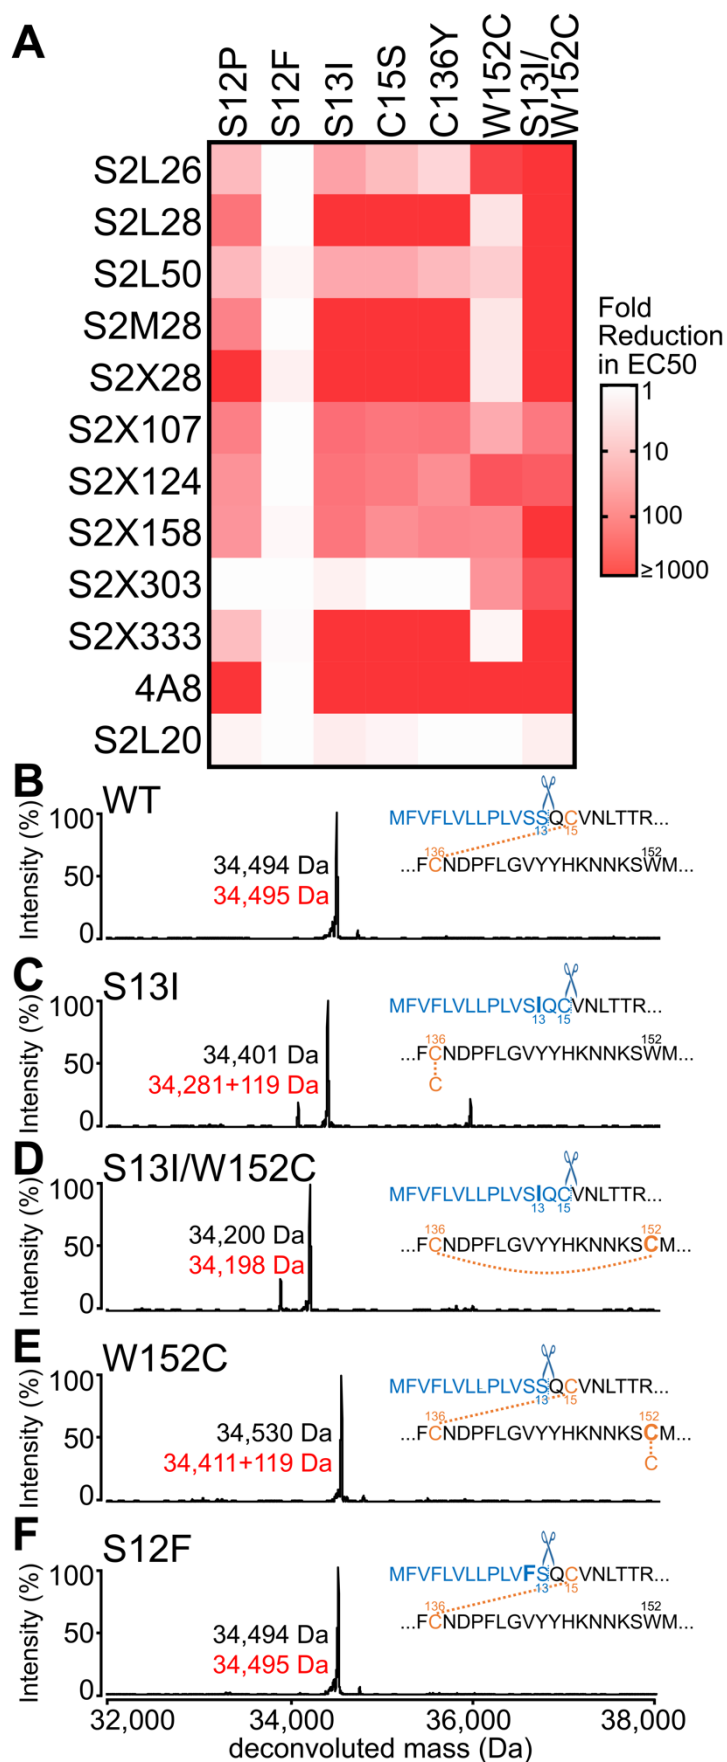 A
S12P S12F S13I C15S C136Y W152C S13I/
W152C
S2L26
S2L28
S2L50
S2M28
S2X28
S2X107
S2X124
S2X158
S2X303
S2X333
4A8
S2L20
Fold
Reduction
in EC50
1
10
100
≥1000
B WT
Intensity (%)
100
50
0
34,494 Da
34,495 Da
MFVFLVLLPLVSSQCVNLTTR...
13 15
136 152
...FCNDPFLGVYYHKNNKSWM...
C S13I
Intensity (%)
100
50
0
34,401 Da
34,281+119 Da
MFVFLVLLPLVSIQCVNLTTR...
13 15
136 152
...FCNDPFLGVYYHKNNKSWM...
C
D S13I/W152C
Intensity (%)
100
50
0
34,200 Da
34,198 Da
MFVFLVLLPLVSIQCVNLTTR...
13 15
136 152
...FCNDPFLGVYYHKNNKSCM...
E W152C
Intensity (%)
100
50
0
34,530 Da
34,411+119 Da
MFVFLVLLPLVSSQCVNLTTR...
13 15
136 152
...FCNDPFLGVYYHKNNKSCM...
C
F S12F
Intensity (%)
100
50
0
34,494 Da
34,495 Da
MFVFLVLLPLVFSQCVNLTTR...
13 15
136 152
...FCNDPFLGVYYHKNNKSWM...
32,000 34,000 36,000 38,000
deconvoluted mass (Da)